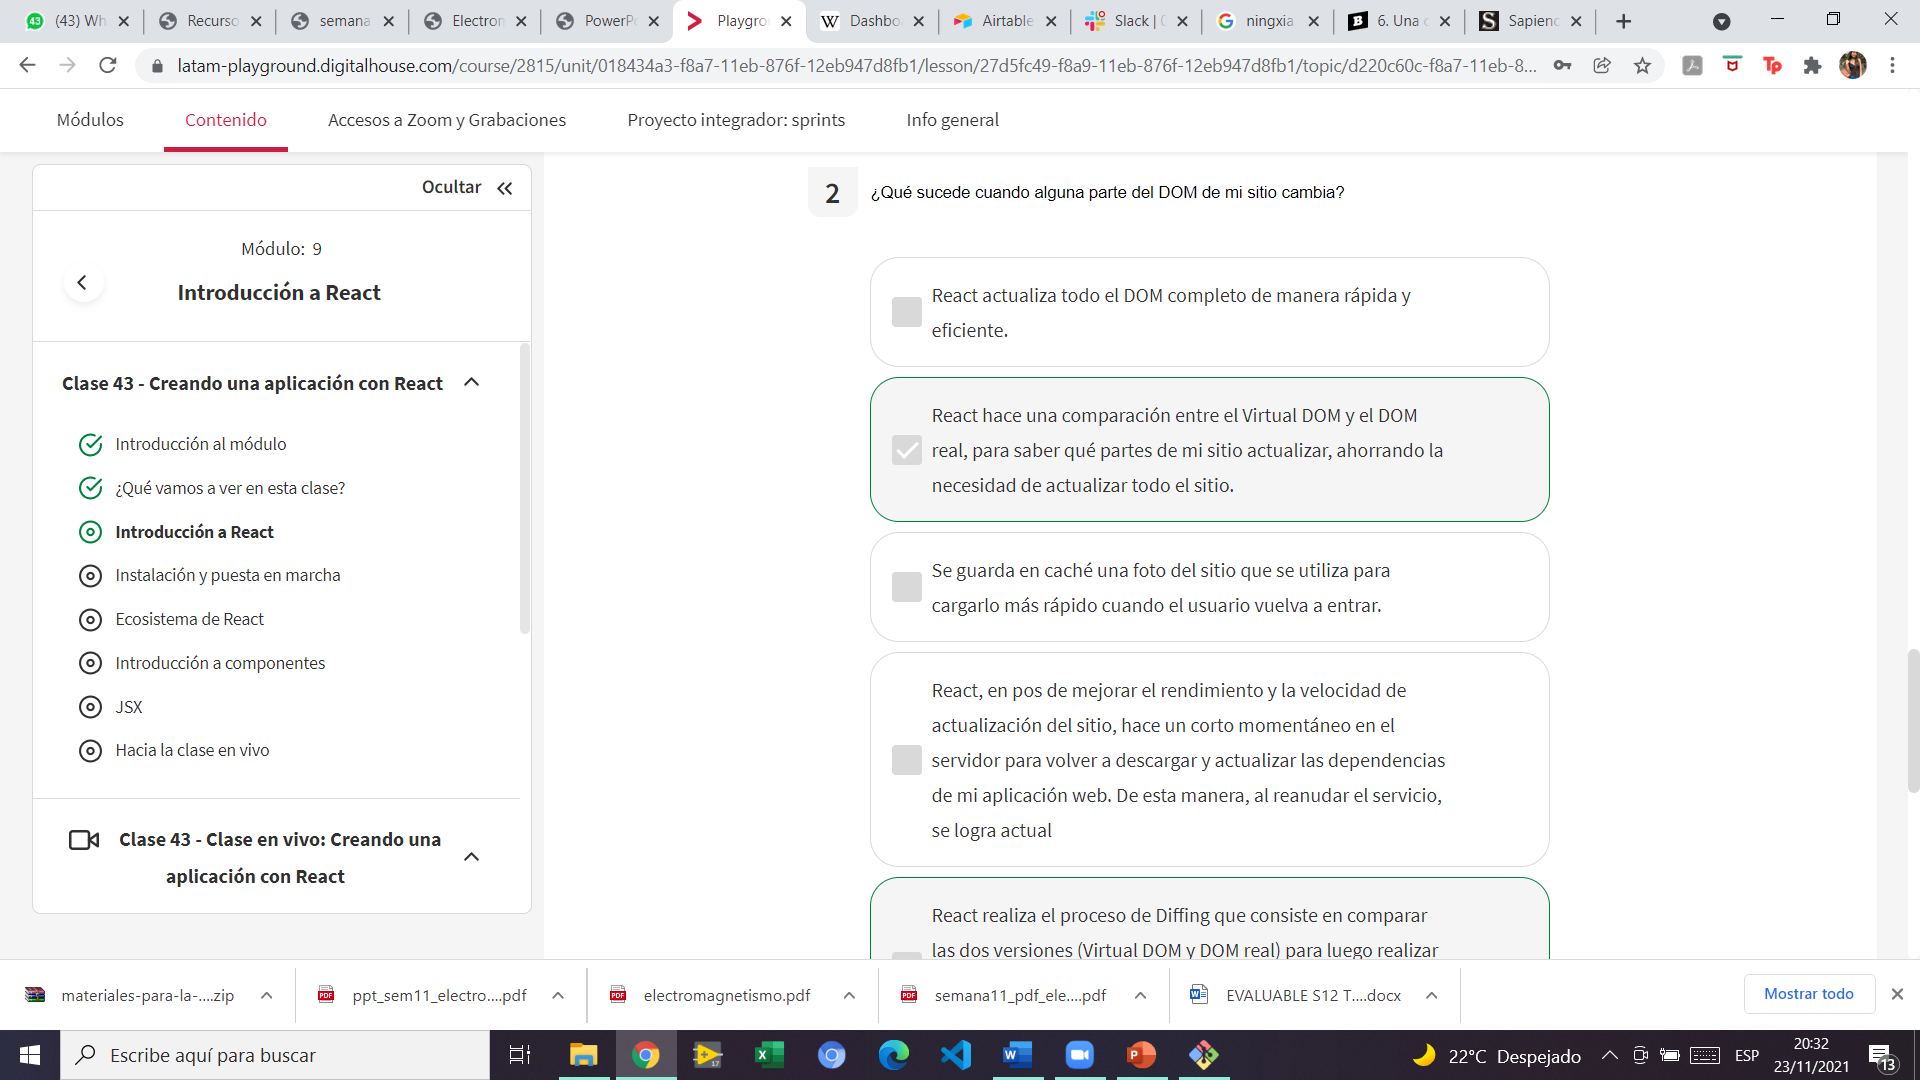 (43) Wh
Recurso
semana
Electron
PowerPo
Playgro
Dashbo
Airtable
Slack | 
ningxia
6. Una c
Sapienc
latam-playground.digitalhouse.com/course/2815/unit/018434a3-f8a7-11eb-876f-12eb947d8fb1/lesson/27d5fc49-f8a9-11eb-876f-12eb947d8fb1/topic/d220c60c-f8a7-11eb-8...
Módulos
Contenido
Accesos a Zoom y Grabaciones
Proyecto integrador: sprints
Info general
Ocultar
Módulo: 9
Introducción a React
Clase 43 - Creando una aplicación con React
Introducción al módulo
¿Qué vamos a ver en esta clase?
Introducción a React
Instalación y puesta en marcha
Ecosistema de React
Introducción a componentes
JSX
Hacia la clase en vivo
Clase 43 - Clase en vivo: Creando una
aplicación con React
2
¿Qué sucede cuando alguna parte del DOM de mi sitio cambia?
React actualiza todo el DOM completo de manera rápida y
eficiente.
React hace una comparación entre el Virtual DOM y el DOM
real, para saber qué partes de mi sitio actualizar, ahorrando la
necesidad de actualizar todo el sitio.
Se guarda en caché una foto del sitio que se utiliza para
cargarlo más rápido cuando el usuario vuelva a entrar.
React, en pos de mejorar el rendimiento y la velocidad de
actualización del sitio, hace un corto momentáneo en el
servidor para volver a descargar y actualizar las dependencias
de mi aplicación web. De esta manera, al reanudar el servicio,
se logra actual
React realiza el proceso de Diffing que consiste en comparar
las dos versiones (Virtual DOM y DOM real) para luego realizar
materiales-para-la-....zip
ppt_sem11_electro....pdf
electromagnetismo.pdf
semana11_pdf_ele....pdf
EVALUABLE S12 T....docx
Mostrar todo
Escribe aquí para buscar
22°C Despejado
ESP
20:32
23/11/2021
13